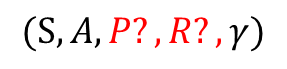 (S, A, P? , R? , γ)